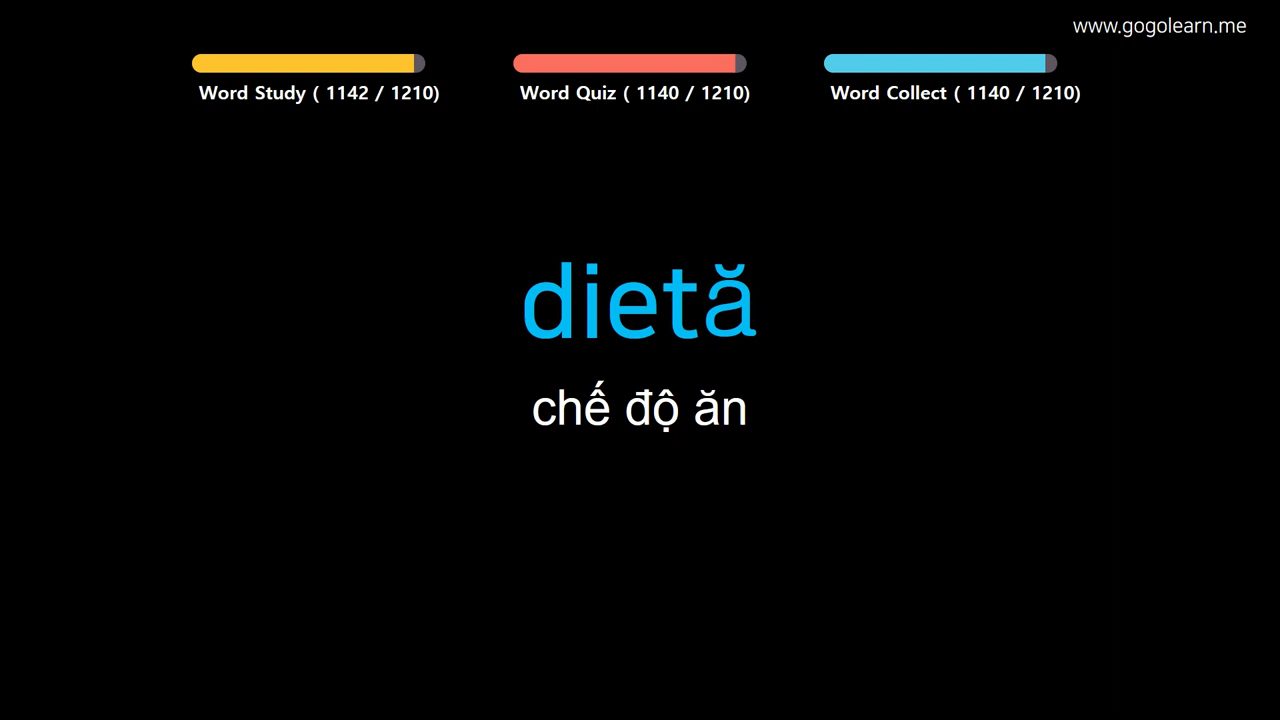 www.gogolearn.me
Word Study ( 1142 / 1210)
Word Quiz ( 1140 / 1210)
Word Collect ( 1140 / 1210)
dietă
chế độ ăn